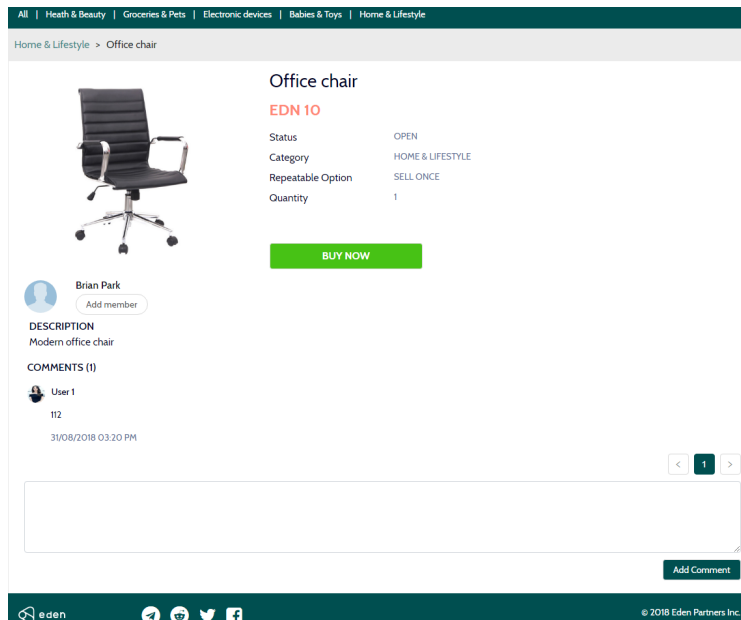 All | Heath & Beauty | Groceries & Pets | Electronic devices | Babies & Toys | Home & Lifestyle
Home & Lifestyle > Office chair
Office chair
EDN 10
Status OPEN
Category HOME & LIFESTYLE
Repeatable Option SELL ONCE
Quantity 1
BUY NOW
Brian Park
Add member
DESCRIPTION
Modern office chair
COMMENTS (1)
User 1
112
31/08/2018 03:20 PM
< 1 >
Add Comment
eden
© 2018 Eden Partners Inc.